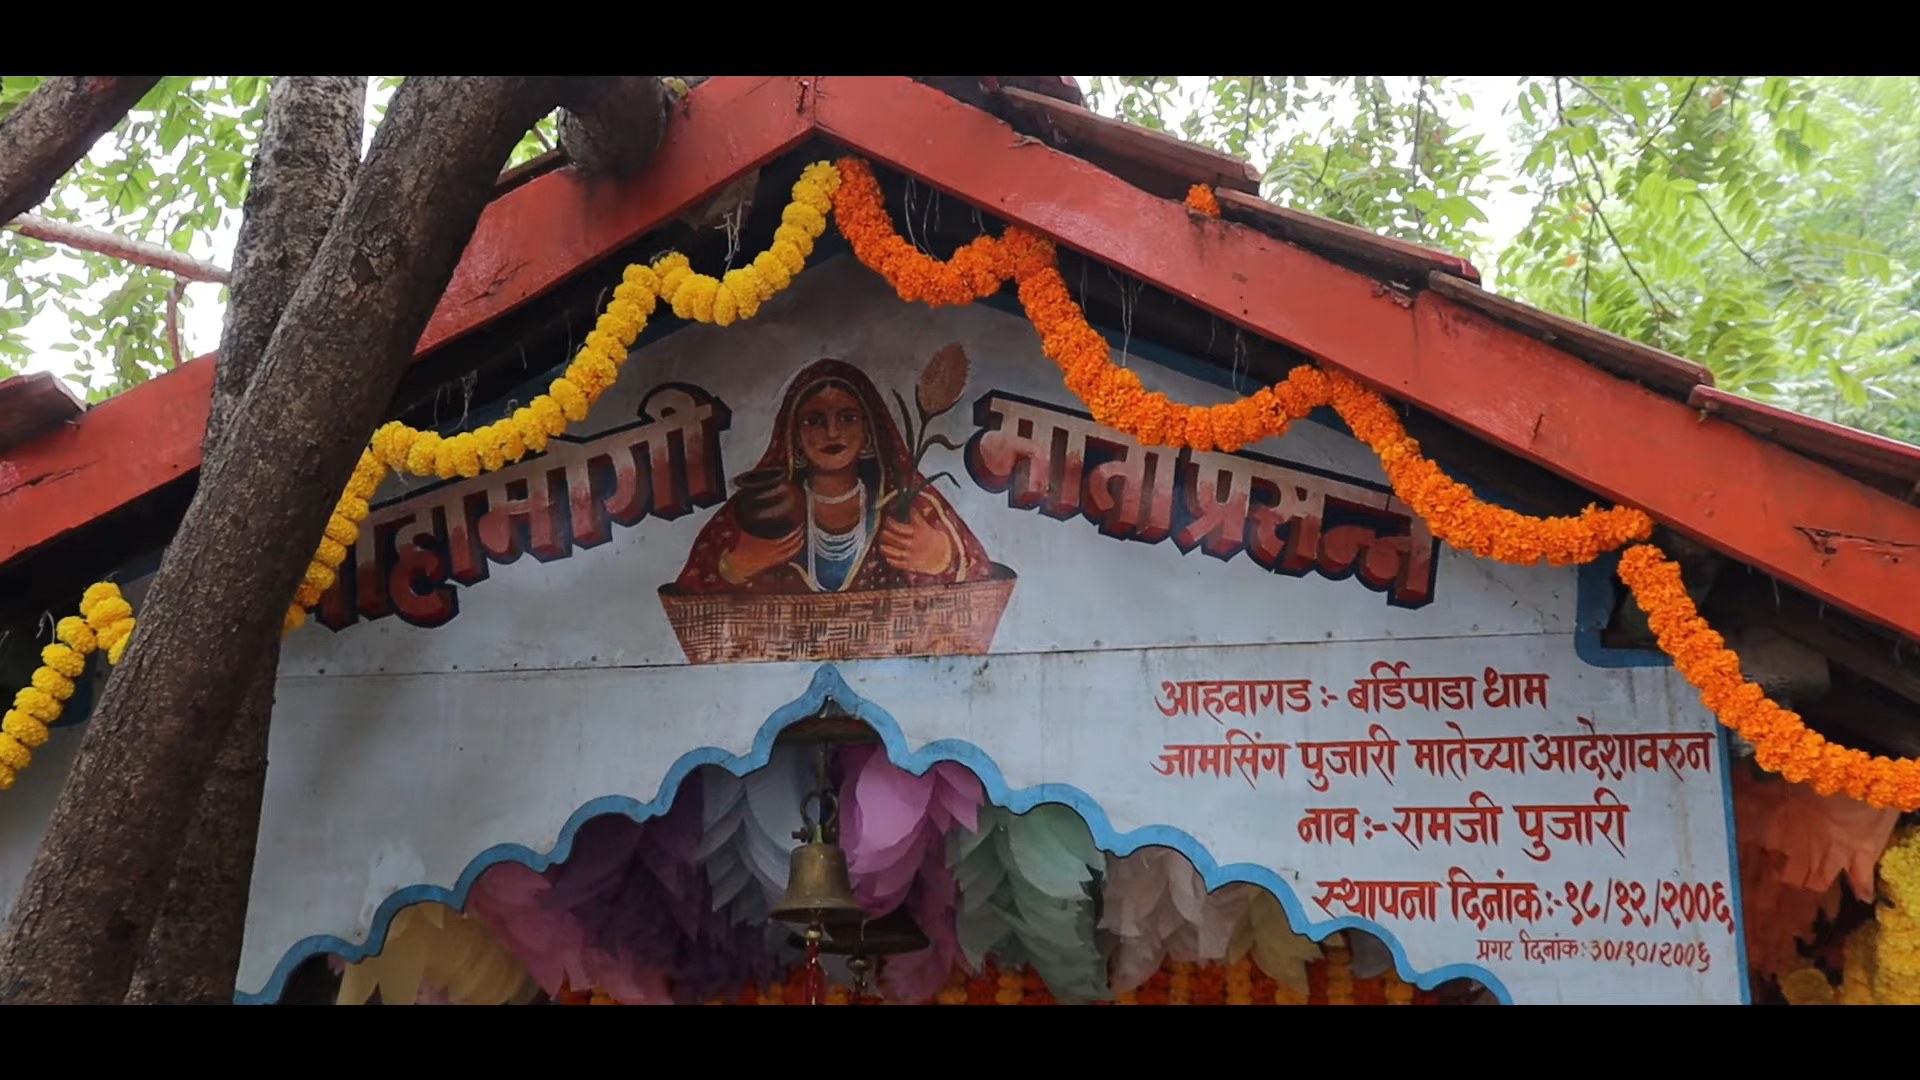 माता प्रसन्न
आहवागड :- बर्डिपाडा धाम
जामसिंग पुजारी मातेच्या आदेशावरून
नाव :- रामजी पुजारी
स्थापना दिनांक :- १८/१२/२००६
प्रगट दिनांक : ३०/१०/२००६